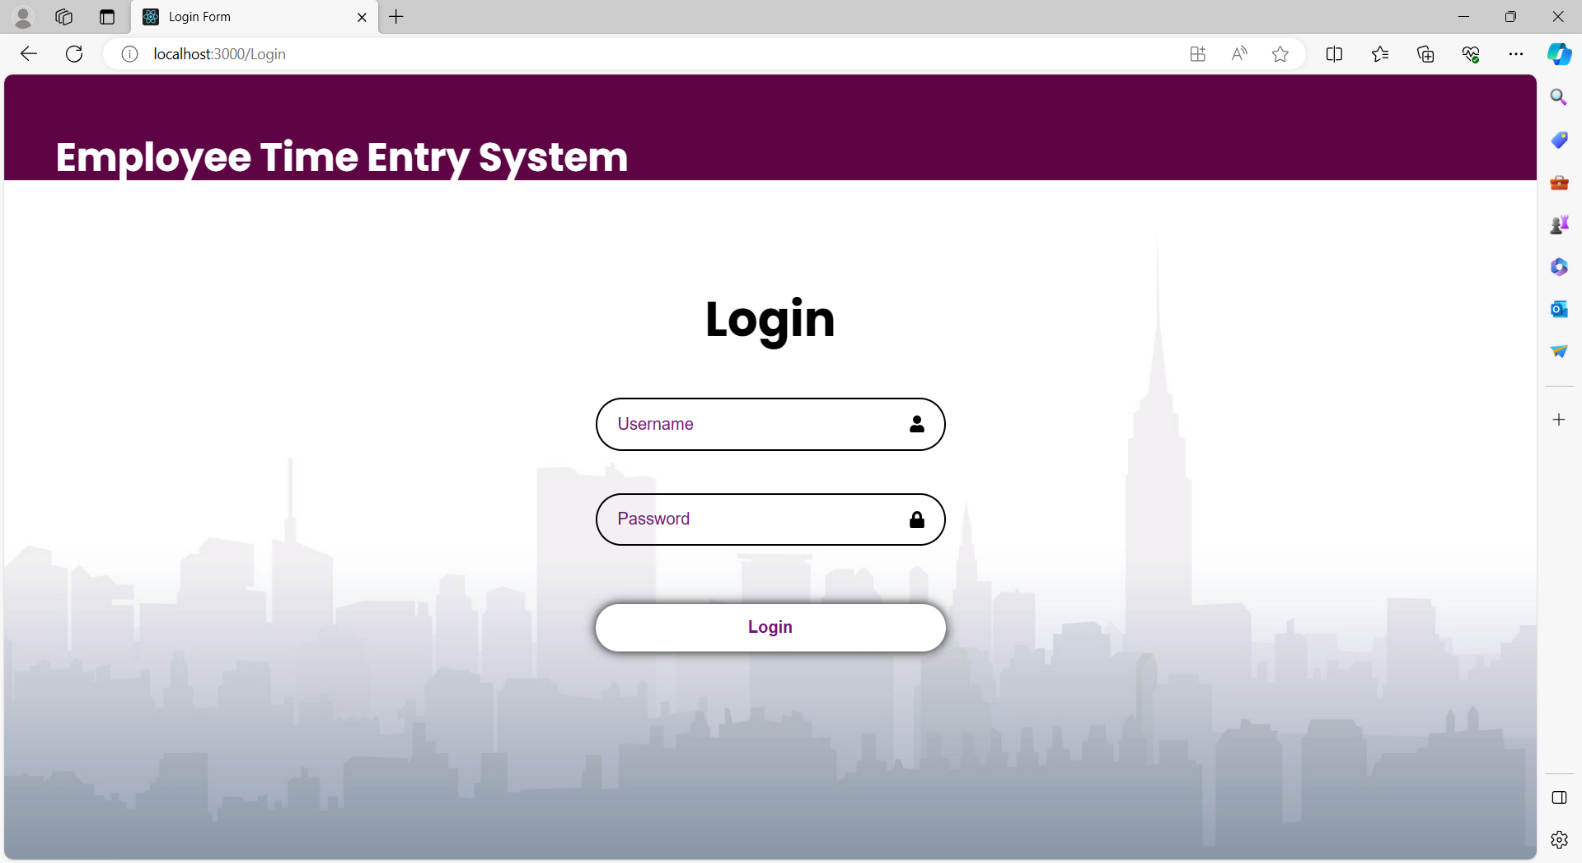 Login Form
localhost:3000/Login
Employee Time Entry System
Login
Username
Password
Login